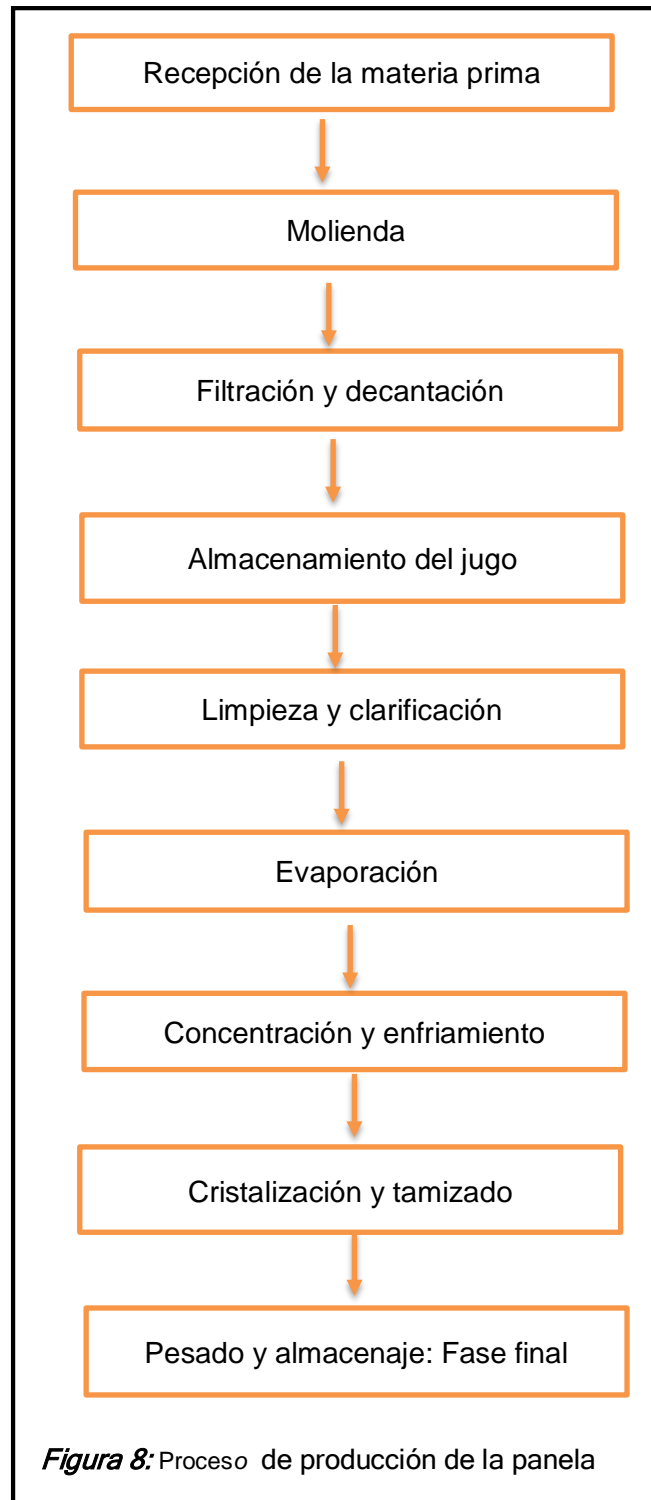 Recepción de la materia prima
Molienda
Filtración y decantación
Almacenamiento del jugo
Limpieza y clarificación
Evaporación
Concentración y enfriamiento
Cristalización y tamizado
Pesado y almacenaje: Fase final
Figura 8: Proceso de producción de la panela